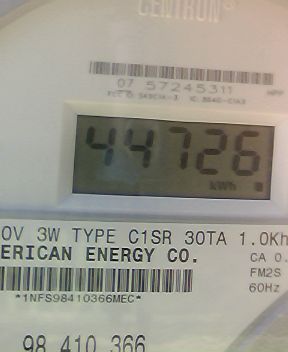 CENTRON®
07 57245311
44726
kWh
0V 3W TYPE C1SR 30TA 1.0Kh
ERICAN ENERGY CO.
CA 0.
FM2S
60Hz
*1NFS98410366MEC*
98 410 366